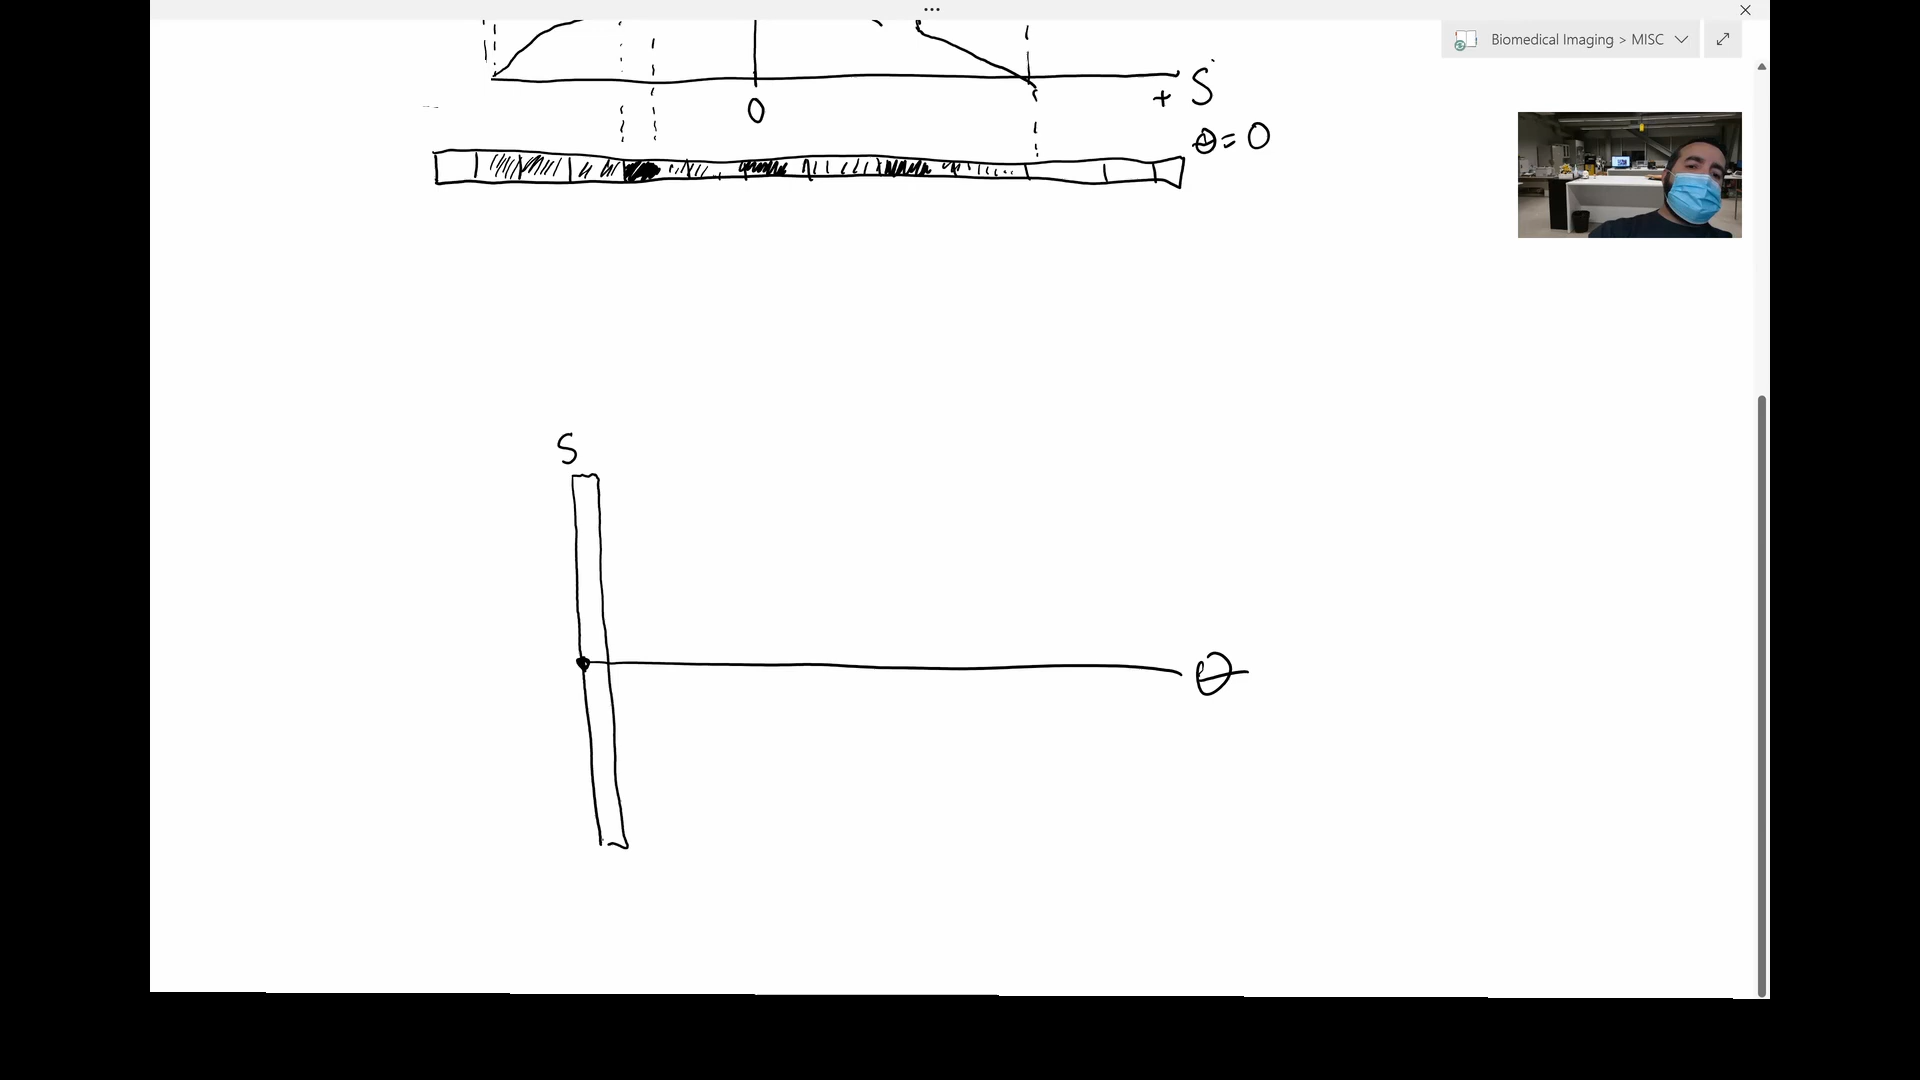 Biomedical Imaging > MISC
+ S
0
θ = 0
S
θ